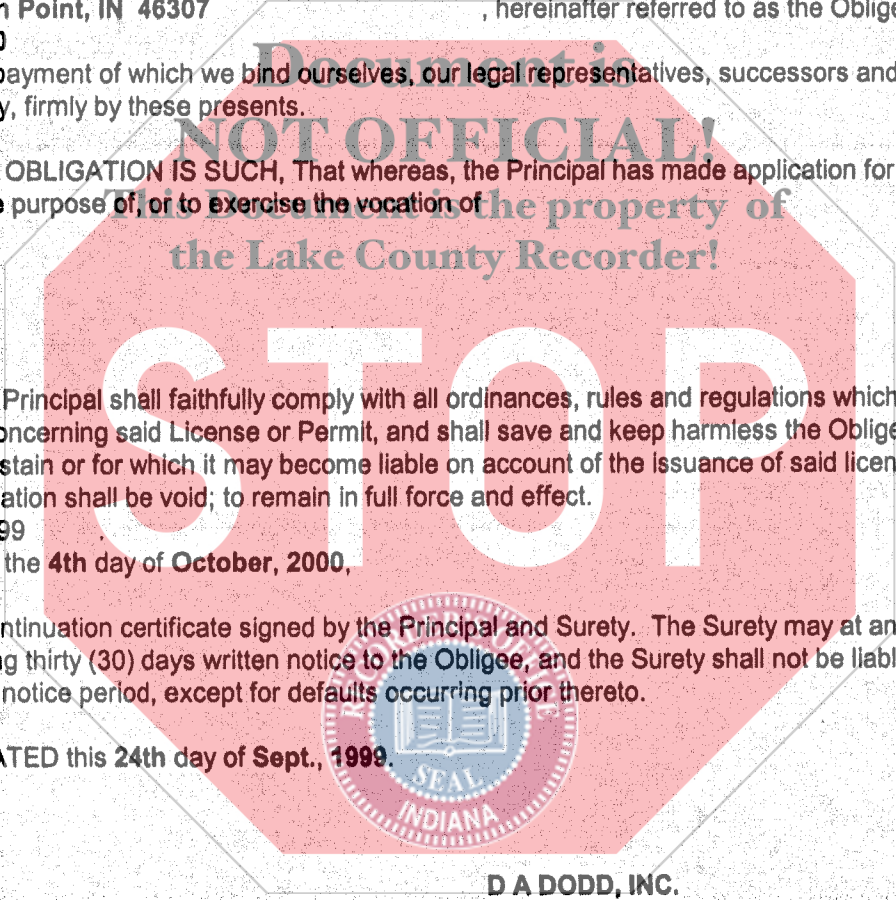 n Point, IN 46307 , hereinafter referred to as the Oblige
0
Document is
payment of which we bind ourselves, our legal representatives, successors and
y, firmly by these presents.
NOT OFFICIAL!
OBLIGATION IS SUCH, That whereas, the Principal has made application for
e purpose of, or to exercise the vocation of
This Document is the property of
the Lake County Recorder!
STOP
Principal shall faithfully comply with all ordinances, rules and regulations which
oncerning said License or Permit, and shall save and keep harmless the Oblige
stain or for which it may become liable on account of the issuance of said licen
ation shall be void; to remain in full force and effect.
99
the 4th day of October, 2000,
ntinuation certificate signed by the Principal and Surety. The Surety may at an
ng thirty (30) days written notice to the Obligee, and the Surety shall not be liabl
notice period, except for defaults occurring prior thereto.
ATED this 24th day of Sept., 1999.
RECORDER'S OFFICE
SEAL
INDIANA
D A DODD, INC.